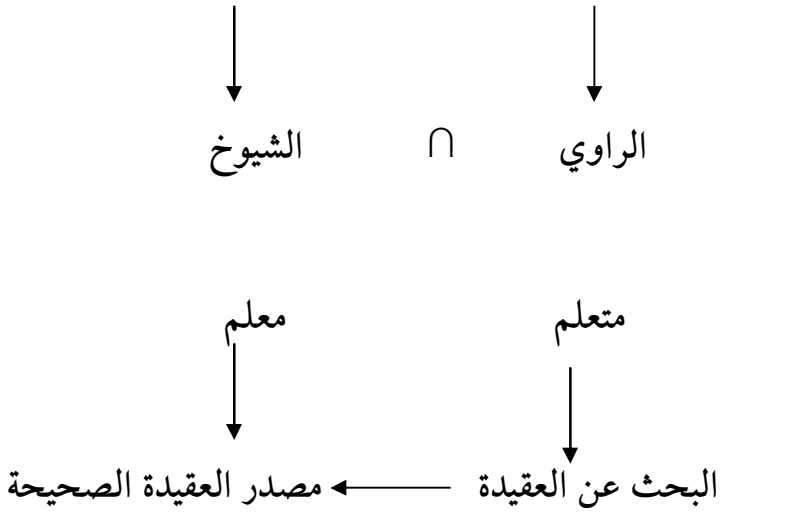 الراوي ∩ الشيوخ
متعلم معلم
البحث عن العقيدة مصدر العقيدة الصحيحة